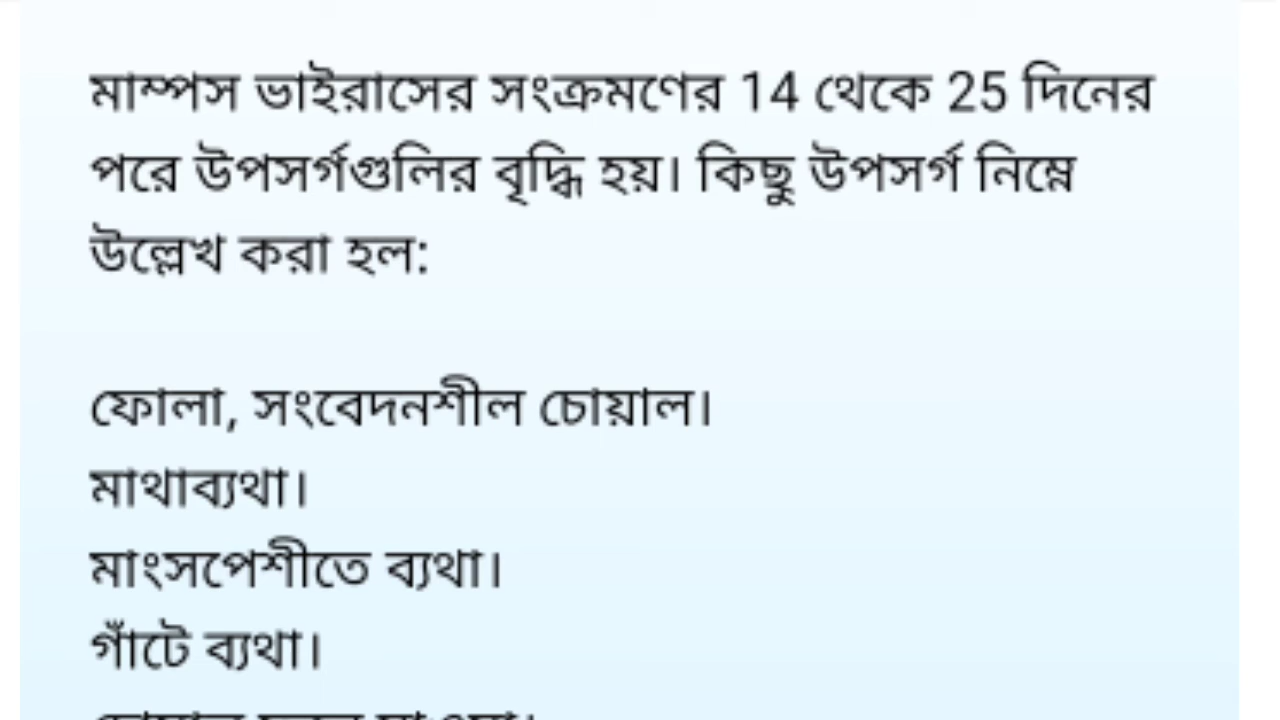 মাম্পস ভাইরাসের সংক্রমণের 14 থেকে 25 দিনের
পরে উপসর্গগুলির বৃদ্ধি হয়। কিছু উপসর্গ নিম্নে
উল্লেখ করা হল:
ফোলা, সংবেদনশীল চোয়াল।
মাথাব্যথা।
মাংসপেশীতে ব্যথা।
গাঁটে ব্যথা।